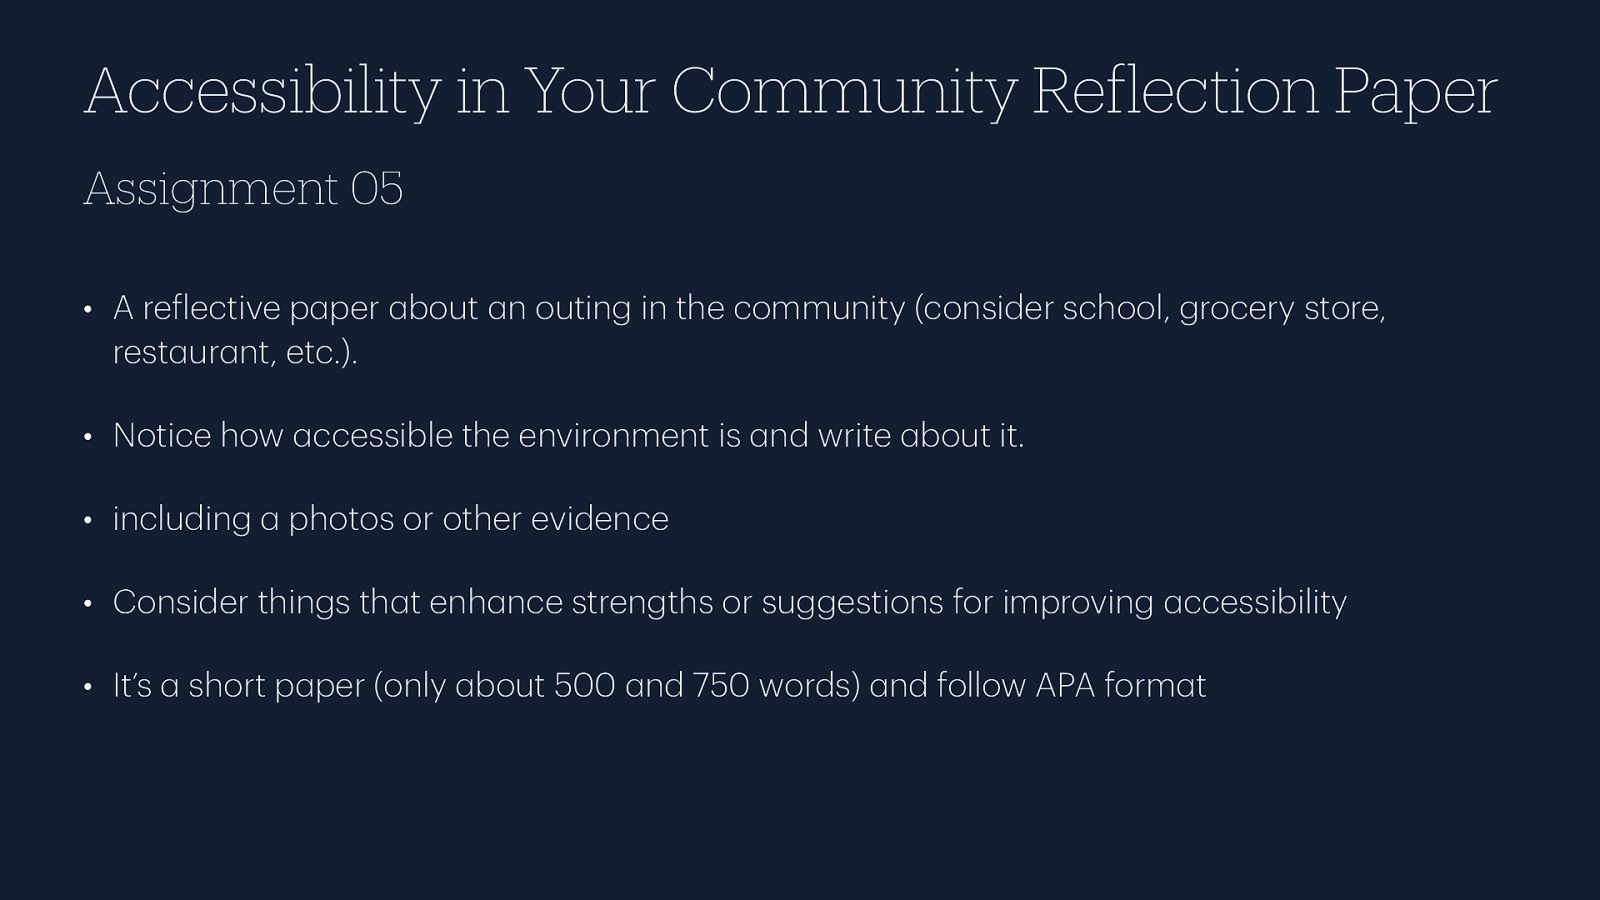 Accessibility in Your Community Reflection Paper
Assignment 05
• A reflective paper about an outing in the community (consider school, grocery store,
restaurant, etc.).
• Notice how accessible the environment is and write about it.
• including a photos or other evidence
• Consider things that enhance strengths or suggestions for improving accessibility
• It’s a short paper (only about 500 and 750 words) and follow APA format